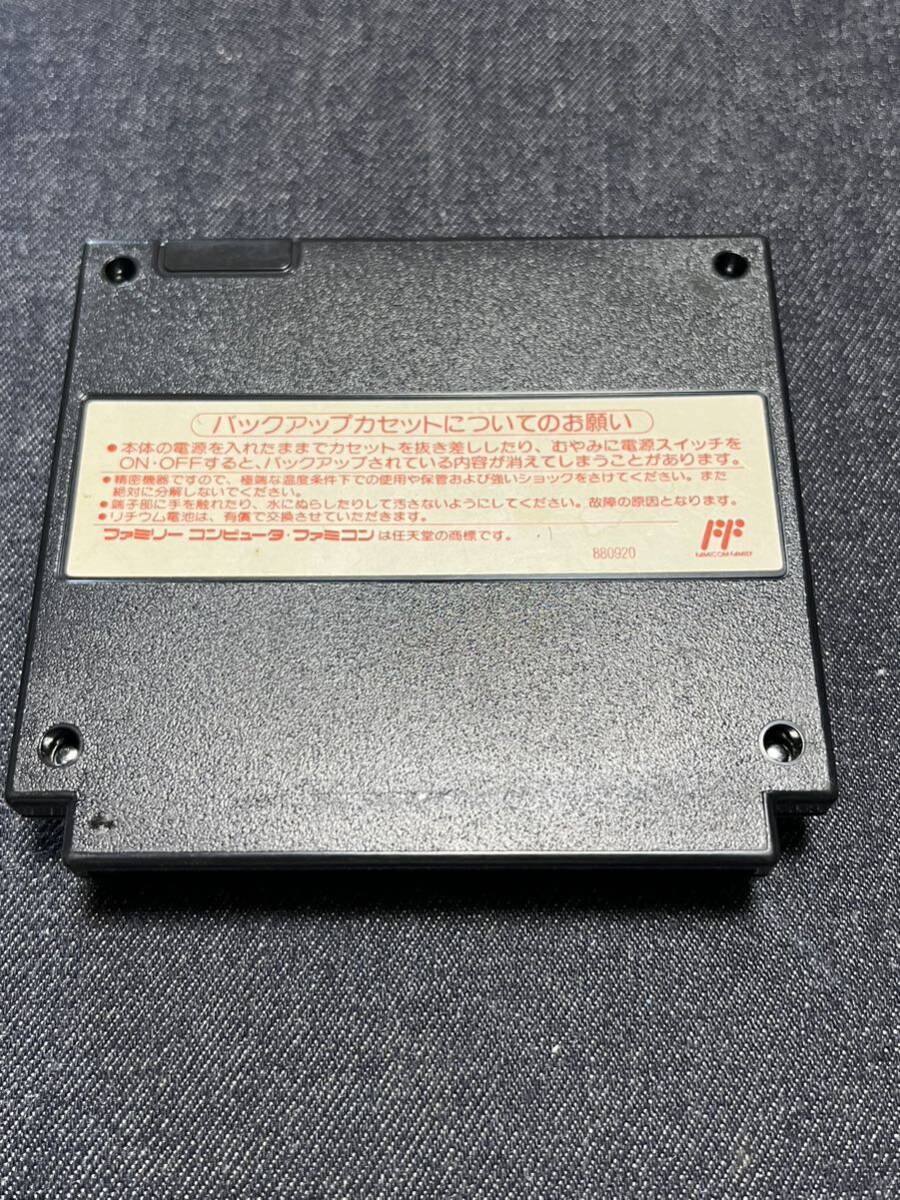 バックアップカセットについてのお願い
●本体の電源を入れたままでカセットを抜き差ししたり、むやみに電源スイッチを
ON・OFFすると、バックアップされている内容が消えてしまうことがあります。
●精密機器ですので、極端な温度条件下での使用や保管および強いショックをさけてください。また
絶対に分解しないでください。
●端子部に手を触れたり、水にぬらしたりして汚さないようにしてください。故障の原因となります。
●リチウム電池は、有償で交換させていただきます。
ファミリー コンピュータ・ファミコンは任天堂の商標です。
880920
FF
FAMICOM FAMILY